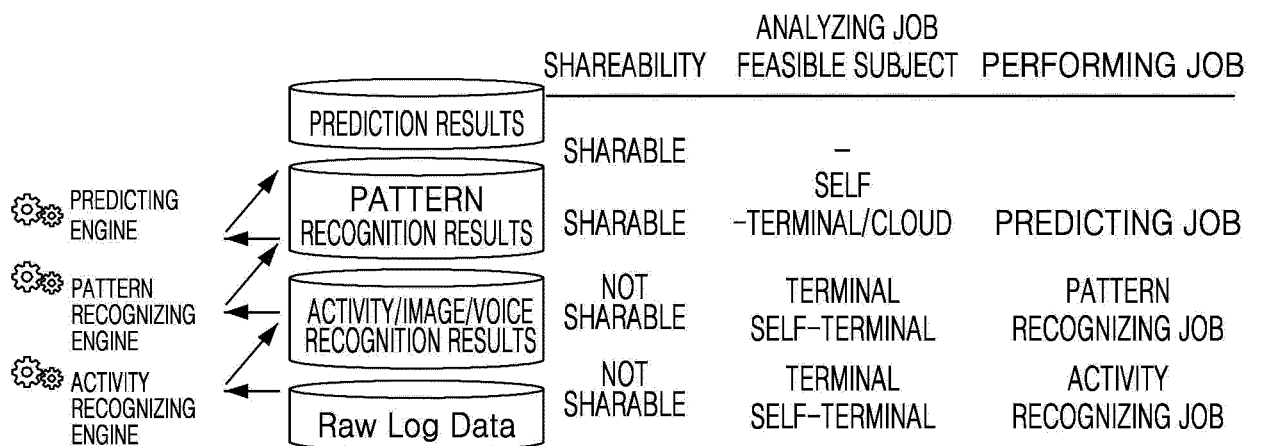 ANALYZING JOB
SHAREABILITY FEASIBLE SUBJECT PERFORMING JOB
PREDICTION RESULTS
SHARABLE –
PREDICTING
ENGINE
PATTERN
RECOGNITION RESULTS
SHARABLE
SELF
-TERMINAL/CLOUD
PREDICTING JOB
PATTERN
RECOGNIZING
ENGINE
ACTIVITY/IMAGE/VOICE
RECOGNITION RESULTS
NOT
SHARABLE
TERMINAL
SELF-TERMINAL
PATTERN
RECOGNIZING JOB
ACTIVITY
RECOGNIZING
ENGINE
Raw Log Data
NOT
SHARABLE
TERMINAL
SELF-TERMINAL
ACTIVITY
RECOGNIZING JOB